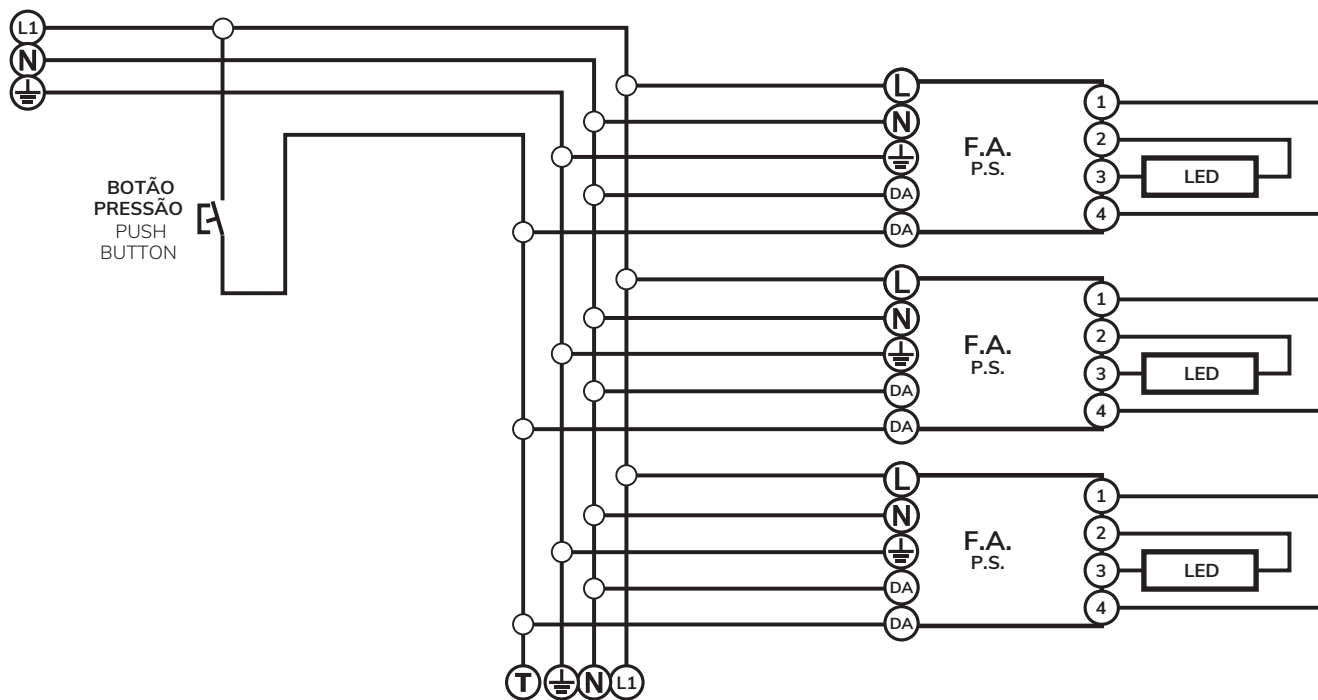 L1
N
BOTÃO
PRESSÃO
PUSH
BUTTON
L
N
DA
DA
F.A.
P.S.
1
2
3
4
LED
L
N
DA
DA
F.A.
P.S.
1
2
3
4
LED
L
N
DA
DA
F.A.
P.S.
1
2
3
4
LED
T
N
L1